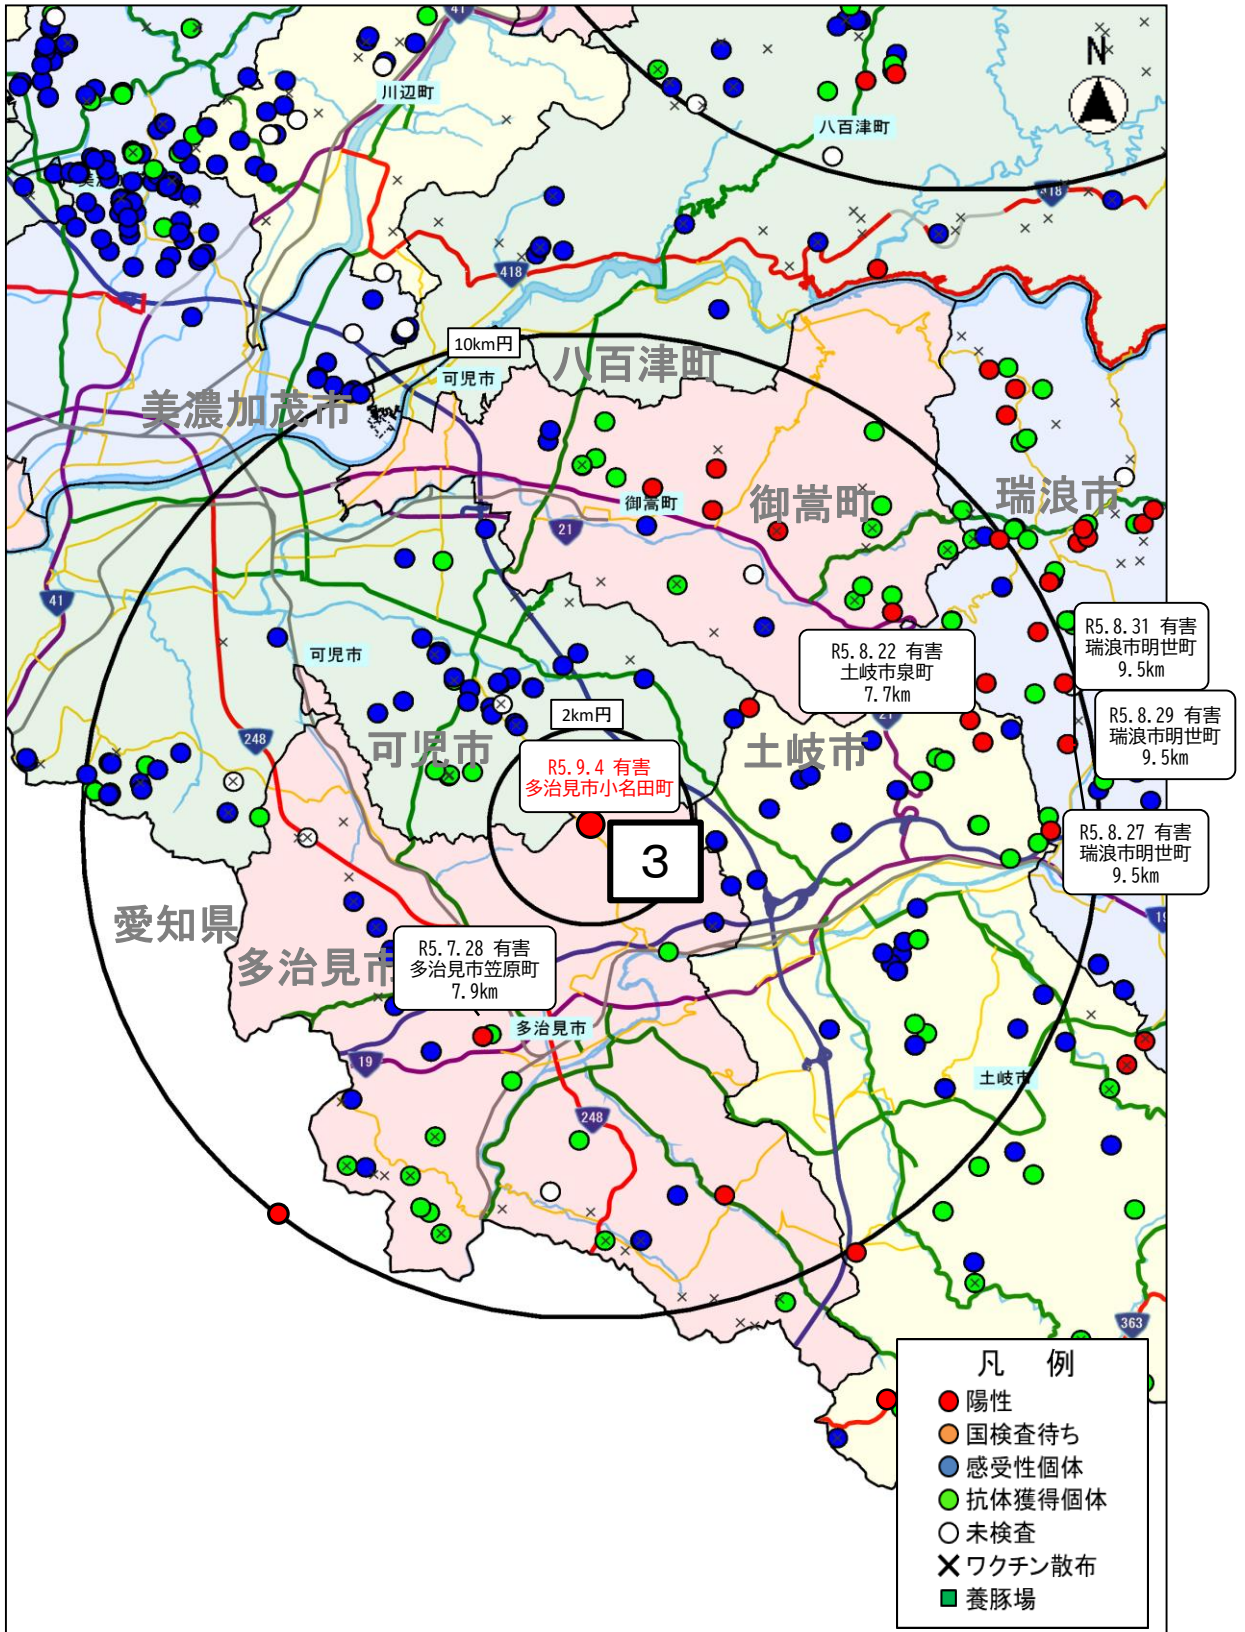 41
N
川辺町
八百津町
418
418
10km円
八百津町
可児市
美濃加茂市
御嵩町
御嵩町
瑞浪市
21
41
R5.8.31 有害
瑞浪市明世町
9.5km
R5.8.22 有害
土岐市泉町
7.7km
可児市
2km円
R5.8.29 有害
瑞浪市明世町
9.5km
21
248
可児市
土岐市
R5.9.4 有害
多治見市小名田町
3
R5.8.27 有害
瑞浪市明世町
9.5km
愛知県
19
多治見市
R5.7.28 有害
多治見市笠原町
7.9km
多治見市
19
土岐市
248
363
凡 例
陽性
国検査待ち
感受性個体
抗体獲得個体
未検査
ワクチン散布
養豚場